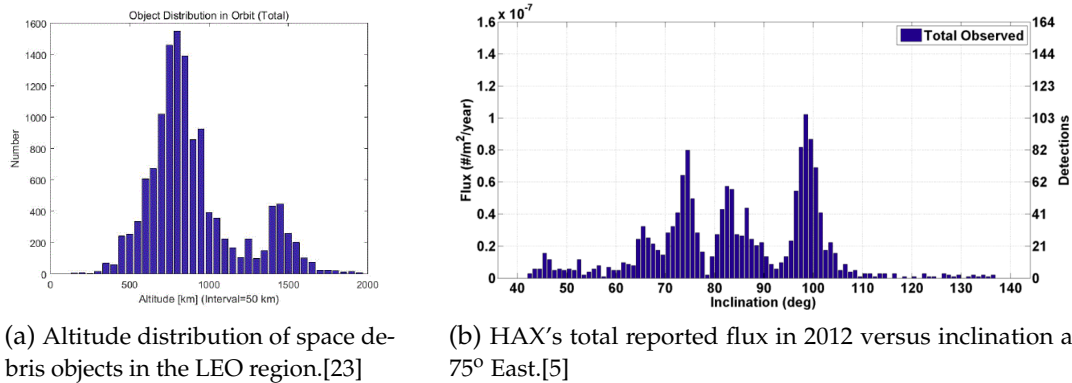 Object Distribution in Orbit (Total)
1600
1400
1200
1000
800
600
400
200
0
Number
0 500 1000 1500 2000
Altitude [km] (Interval=50 km)
1.6 x 10^-7
1.4
1.2
1
0.8
0.6
0.4
0.2
0
Flux (#/m^2/year)
Total Observed
164
144
123
103
82
59
41
21
0
Detections
40 50 60 70 80 90 100 110 120 130 140
Inclination (deg)
(a) Altitude distribution of space de-
bris objects in the LEO region.[23]
(b) HAX's total reported flux in 2012 versus inclination a
75° East.[5]